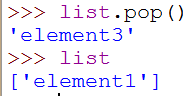 >>> list.pop()
'element3'
>>> list
['element1']